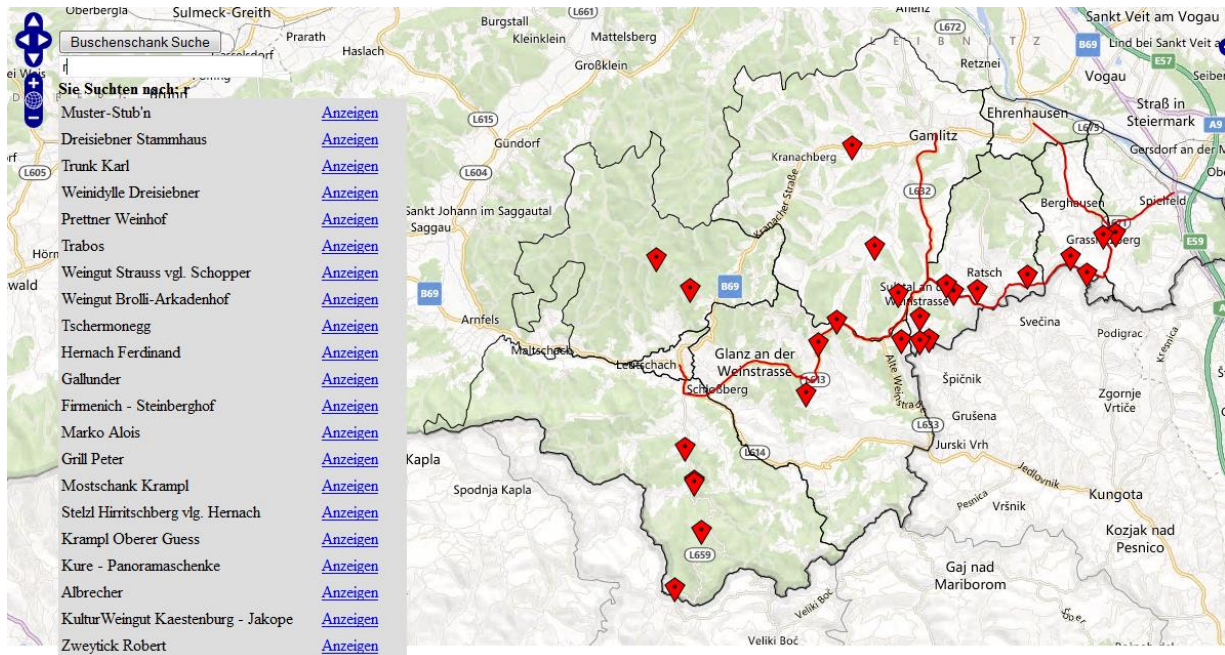 Oberbergla
Sulmeck-Greith
Prarath
Haslach
Buschenschank Suche
r
Sie Suchten nach: r
Muster-Stub'n Anzeigen
Dreisiebner Stammhaus Anzeigen
Trunk Karl Anzeigen
Weinidylle Dreisiebner Anzeigen
Prettner Weinhof Anzeigen
Trabos Anzeigen
Weingut Strauss vgl. Schopper Anzeigen
Weingut Brolli-Arkadenhof Anzeigen
Tschermonegg Anzeigen
Hernach Ferdinand Anzeigen
Gallunder Anzeigen
Firmenich - Steinberghof Anzeigen
Marko Alois Anzeigen
Grill Peter Anzeigen
Mostschank Krampl Anzeigen
Stelzl Hirritschberg vlg. Hernach Anzeigen
Krampl Oberer Guess Anzeigen
Kure - Panoramaschenke Anzeigen
Albrecher Anzeigen
KulturWeingut Kaestenburg - Jakope Anzeigen
Zweytick Robert Anzeigen
L605
Burgstall
L661
Kleinklein
Mattelsberg
Großklein
L672
LEIBNITZ
Retznei
Sankt Veit am Vogau
B69
Lind bei Sankt Veit a
E57
Vogau
Straß in
Steiermark
A9
Ehrenhausen
L675
Gersdorf an der M
L615
Gündorf
L604
Kranachberg
Gamlitz
L632
Kranacher Straße
Sankt Johann im Saggautal
Saggau
Berghausen
Spielfeld
L671
E59
B69
B69
Ratsch
Arnfels
Svečina
Podigrac
Kresnica
Maltschach
Leutschach
Glanz an der
Weinstrasse
L613
Schloßberg
Alte Weinstraße
Špičnik
Zgornje
Vrtiče
Grušena
L633
Jurski Vrh
L614
Kapla
Spodnja Kapla
Jedlovnik
Pesnica
Vršnik
Kungota
Kozjak nad
Pesnico
L659
Gaj nad
Mariborom
Veliki Boč
Veliki Boč